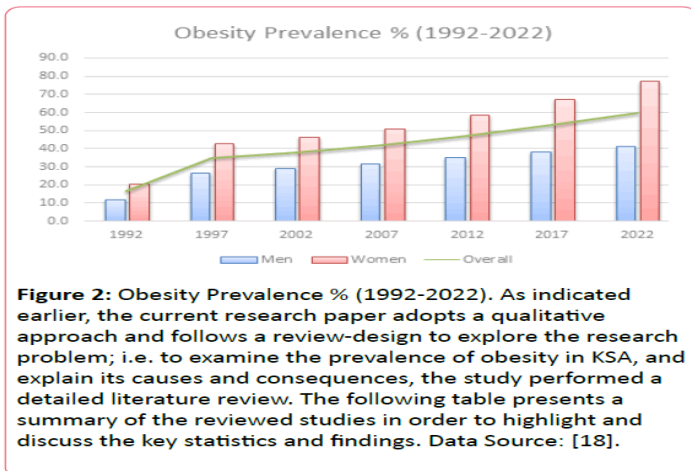 Obesity Prevalence % (1992-2022)
90.0
80.0
70.0
60.0
50.0
40.0
30.0
20.0
10.0
0.0
1992 1997 2002 2007 2012 2017 2022
Men Women Overall
Figure 2: Obesity Prevalence % (1992-2022). As indicated
earlier, the current research paper adopts a qualitative
approach and follows a review-design to explore the research
problem; i.e. to examine the prevalence of obesity in KSA, and
explain its causes and consequences, the study performed a
detailed literature review. The following table presents a
summary of the reviewed studies in order to highlight and
discuss the key statistics and findings. Data Source: [18].